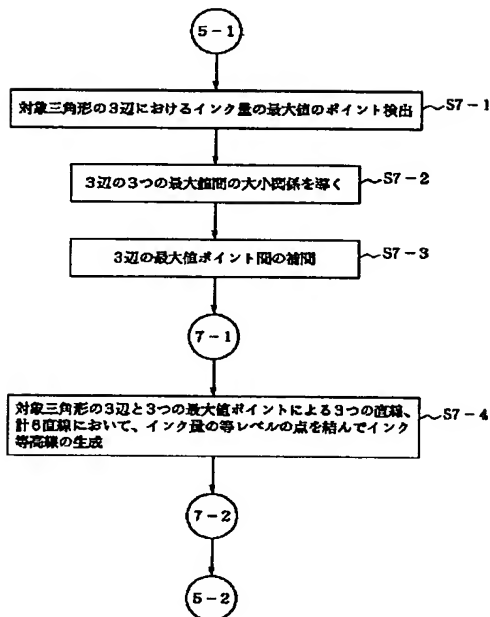 5-1
対象三角形の3辺におけるインク量の最大値のポイント検出
S7-1
3辺の3つの最大値間の大小関係を導く
S7-2
3辺の最大値ポイント間の補間
S7-3
7-1
対象三角形の3辺と3つの最大値ポイントによる3つの直線、
計6直線において、インク量の等レベルの点を結んでインク
等高線の生成
S7-4
7-2
5-2